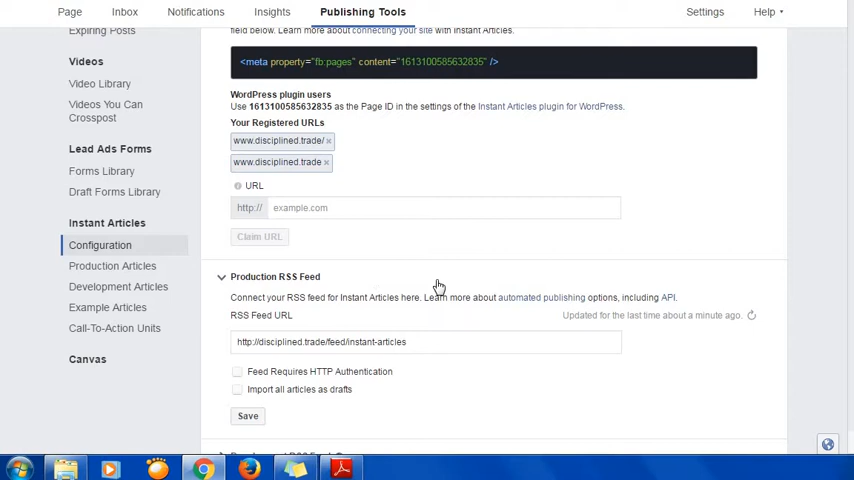 Page Inbox Notifications Insights Publishing Tools Settings Help
Expiring Posts
Videos
Video Library
Videos You Can
Crosspost
Lead Ads Forms
Forms Library
Draft Forms Library
Instant Articles
Configuration
Production Articles
Development Articles
Example Articles
Call-To-Action Units
Canvas
field below. Learn more about connecting your site with Instant Articles.
<meta property="fb:pages" content="1613100585632835" />
WordPress plugin users
Use 1613100585632835 as the Page ID in the settings of the Instant Articles plugin for WordPress.
Your Registered URLs
www.disciplined.trade/ ×
www.disciplined.trade ×
URL
http:// example.com
Claim URL
Production RSS Feed
Connect your RSS feed for Instant Articles here. Learn more about automated publishing options, including API.
RSS Feed URL Updated for the last time about a minute ago.
http://disciplined.trade/feed/instant-articles
Feed Requires HTTP Authentication
Import all articles as drafts
Save